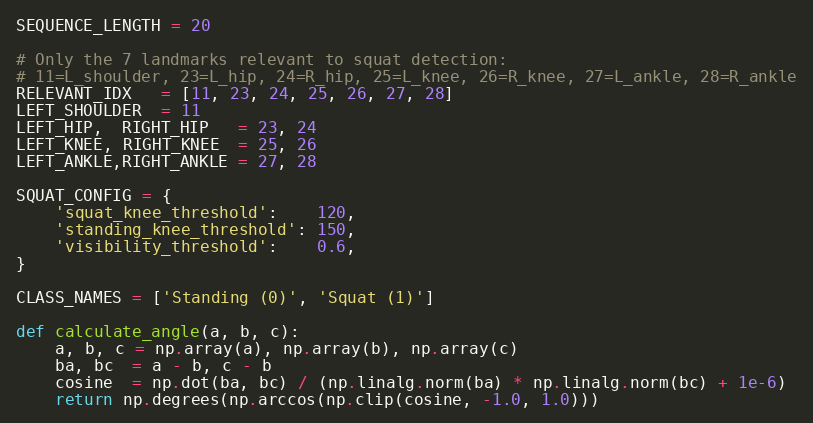 SEQUENCE_LENGTH = 20

# Only the 7 landmarks relevant to squat detection:
# 11=L_shoulder, 23=L_hip, 24=R_hip, 25=L_knee, 26=R_knee, 27=L_ankle, 28=R_ankle
RELEVANT_IDX   = [11, 23, 24, 25, 26, 27, 28]
LEFT_SHOULDER  = 11
LEFT_HIP,  RIGHT_HIP   = 23, 24
LEFT_KNEE, RIGHT_KNEE  = 25, 26
LEFT_ANKLE,RIGHT_ANKLE = 27, 28

SQUAT_CONFIG = {
    'squat_knee_threshold':    120,
    'standing_knee_threshold': 150,
    'visibility_threshold':    0.6,
}

CLASS_NAMES = ['Standing (0)', 'Squat (1)']

def calculate_angle(a, b, c):
    a, b, c = np.array(a), np.array(b), np.array(c)
    ba, bc  = a - b, c - b
    cosine  = np.dot(ba, bc) / (np.linalg.norm(ba) * np.linalg.norm(bc) + 1e-6)
    return np.degrees(np.arccos(np.clip(cosine, -1.0, 1.0)))